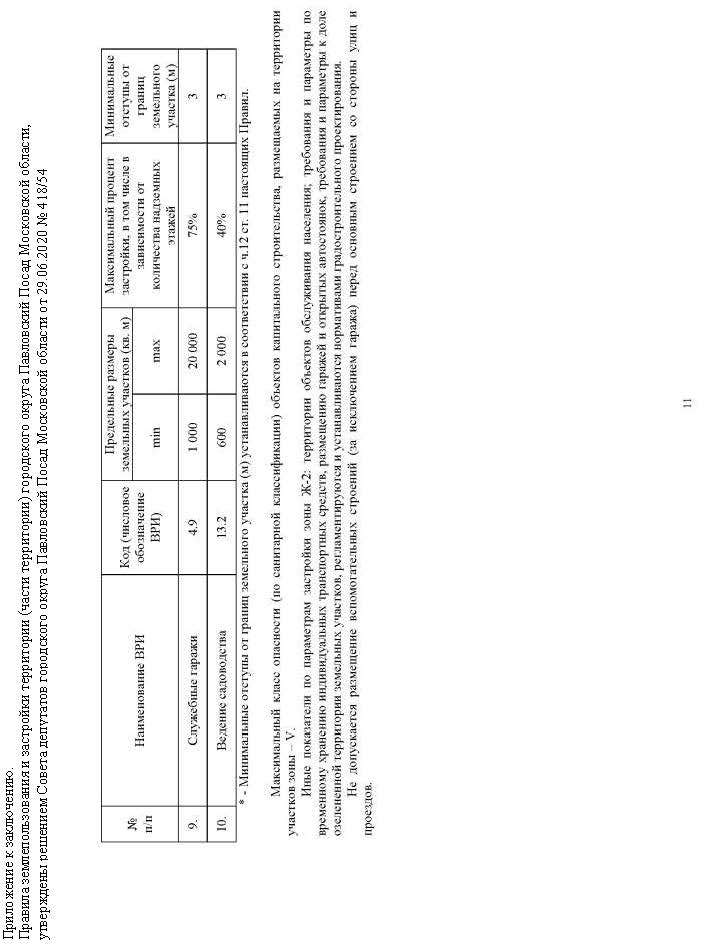 Приложение к заключению.
Правила землепользования и застройки территории (части территории) городского округа Павловский Посад Московской области,
утверждены решением Совета депутатов городского округа Павловский Посад Московской области от 29.06.2020 № 418/54
№ п/п
Наименование ВРИ
Код (числовое обозначение ВРИ)
Предельные размеры земельных участков (кв. м)
min
max
Максимальный процент застройки, в том числе в зависимости от количества надземных этажей
Минимальные отступы от границ земельного участка (м)
9. Служебные гаражи 4.9 1 000 20 000 75% 3
10. Ведение садоводства 13.2 600 2 000 40% 3
* - Минимальные отступы от границ земельного участка (м) устанавливаются в соответствии с ч.12 ст. 11 настоящих Правил.
Максимальный класс опасности (по санитарной классификации) объектов капитального строительства, размещаемых на территории
участков зоны – V.
Иные показатели по параметрам застройки зоны Ж-2: территории объектов обслуживания населения; требования и параметры по
временному хранению индивидуальных транспортных средств, размещению гаражей и открытых автостоянок, требования и параметры к доле
озелененной территории земельных участков, регламентируются и устанавливаются нормативами градостроительного проектирования.
Не допускается размещение вспомогательных строений (за исключением гаража) перед основным строением со стороны улиц и
проездов.
11